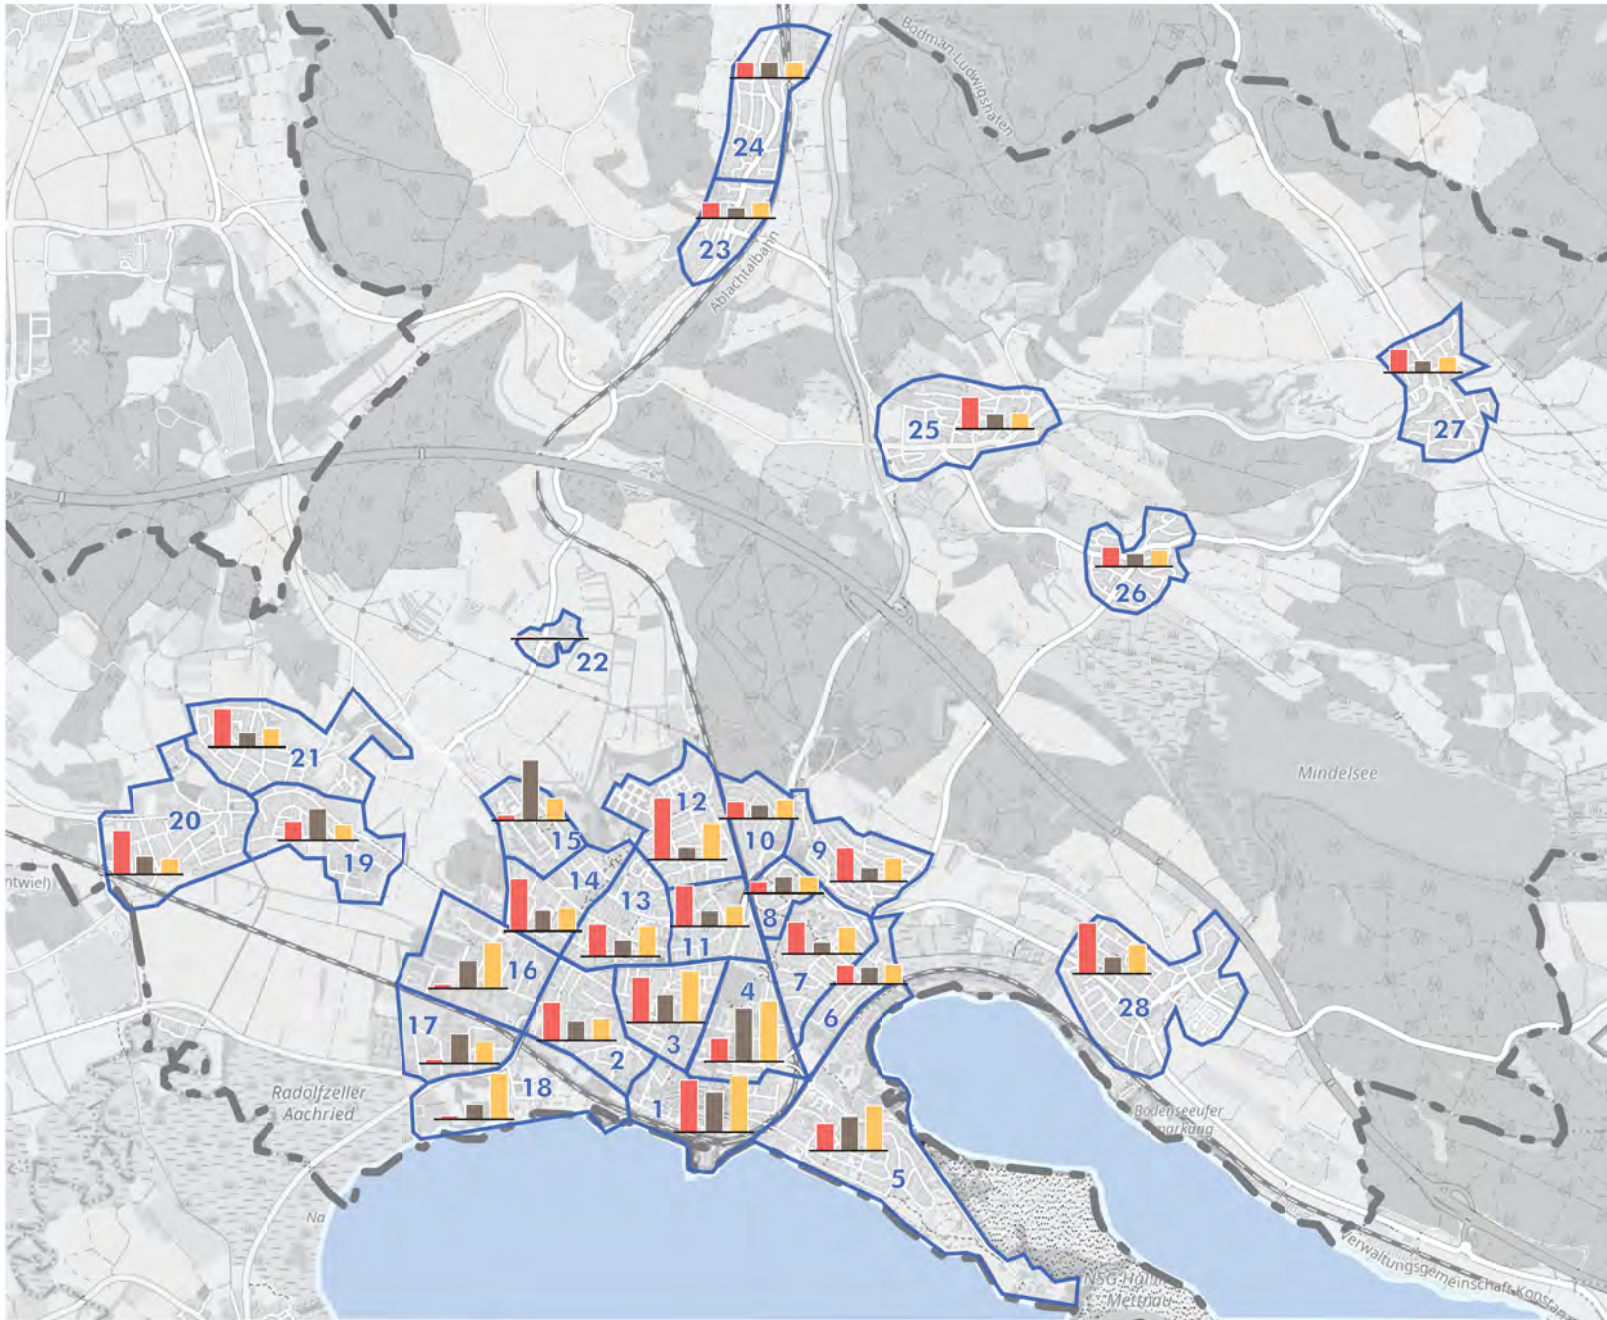 Bodman-Ludwigshafen
24
23
Ablachtalbahn
25
27
26
22
21
20
19
15
12
10
9
14
13
8
11
16
7
4
28
17
6
3
2
18
1
5
Mindelsee
Radolfzeller
Aachried
Bodenseeufer
Na
NSG Halb
Mettnau
Verwaltungsgemeinschaft Konstanz
ntwiel)